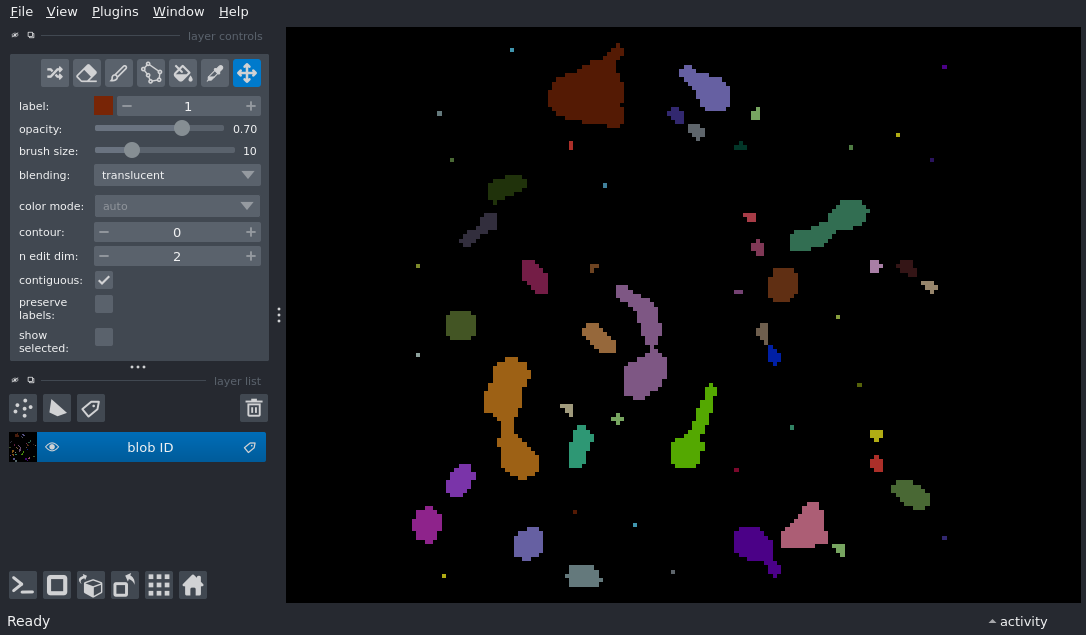 File View Plugins Window Help
layer controls
label: 1
opacity: 0.70
brush size: 10
blending: translucent
color mode: auto
contour: 0
n edit dim: 2
contiguous:
preserve
labels:
show
selected:
layer list
blob ID
Ready
activity